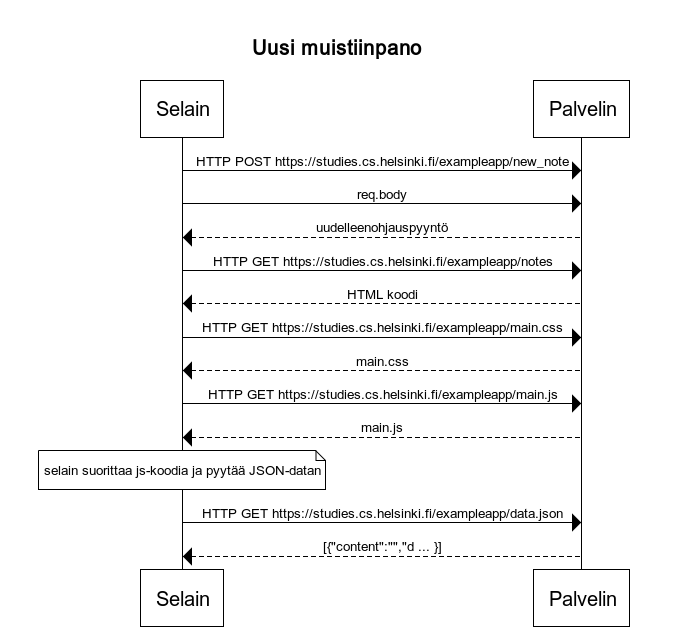 Uusi muistiinpano
Selain
Palvelin
HTTP POST https://studies.cs.helsinki.fi/exampleapp/new_note
req.body
uudelleenohjauspyyntö
HTTP GET https://studies.cs.helsinki.fi/exampleapp/notes
HTML koodi
HTTP GET https://studies.cs.helsinki.fi/exampleapp/main.css
main.css
HTTP GET https://studies.cs.helsinki.fi/exampleapp/main.js
main.js
selain suorittaa js-koodia ja pyytää JSON-datan
HTTP GET https://studies.cs.helsinki.fi/exampleapp/data.json
[{"content":"","d ... }]
Selain
Palvelin